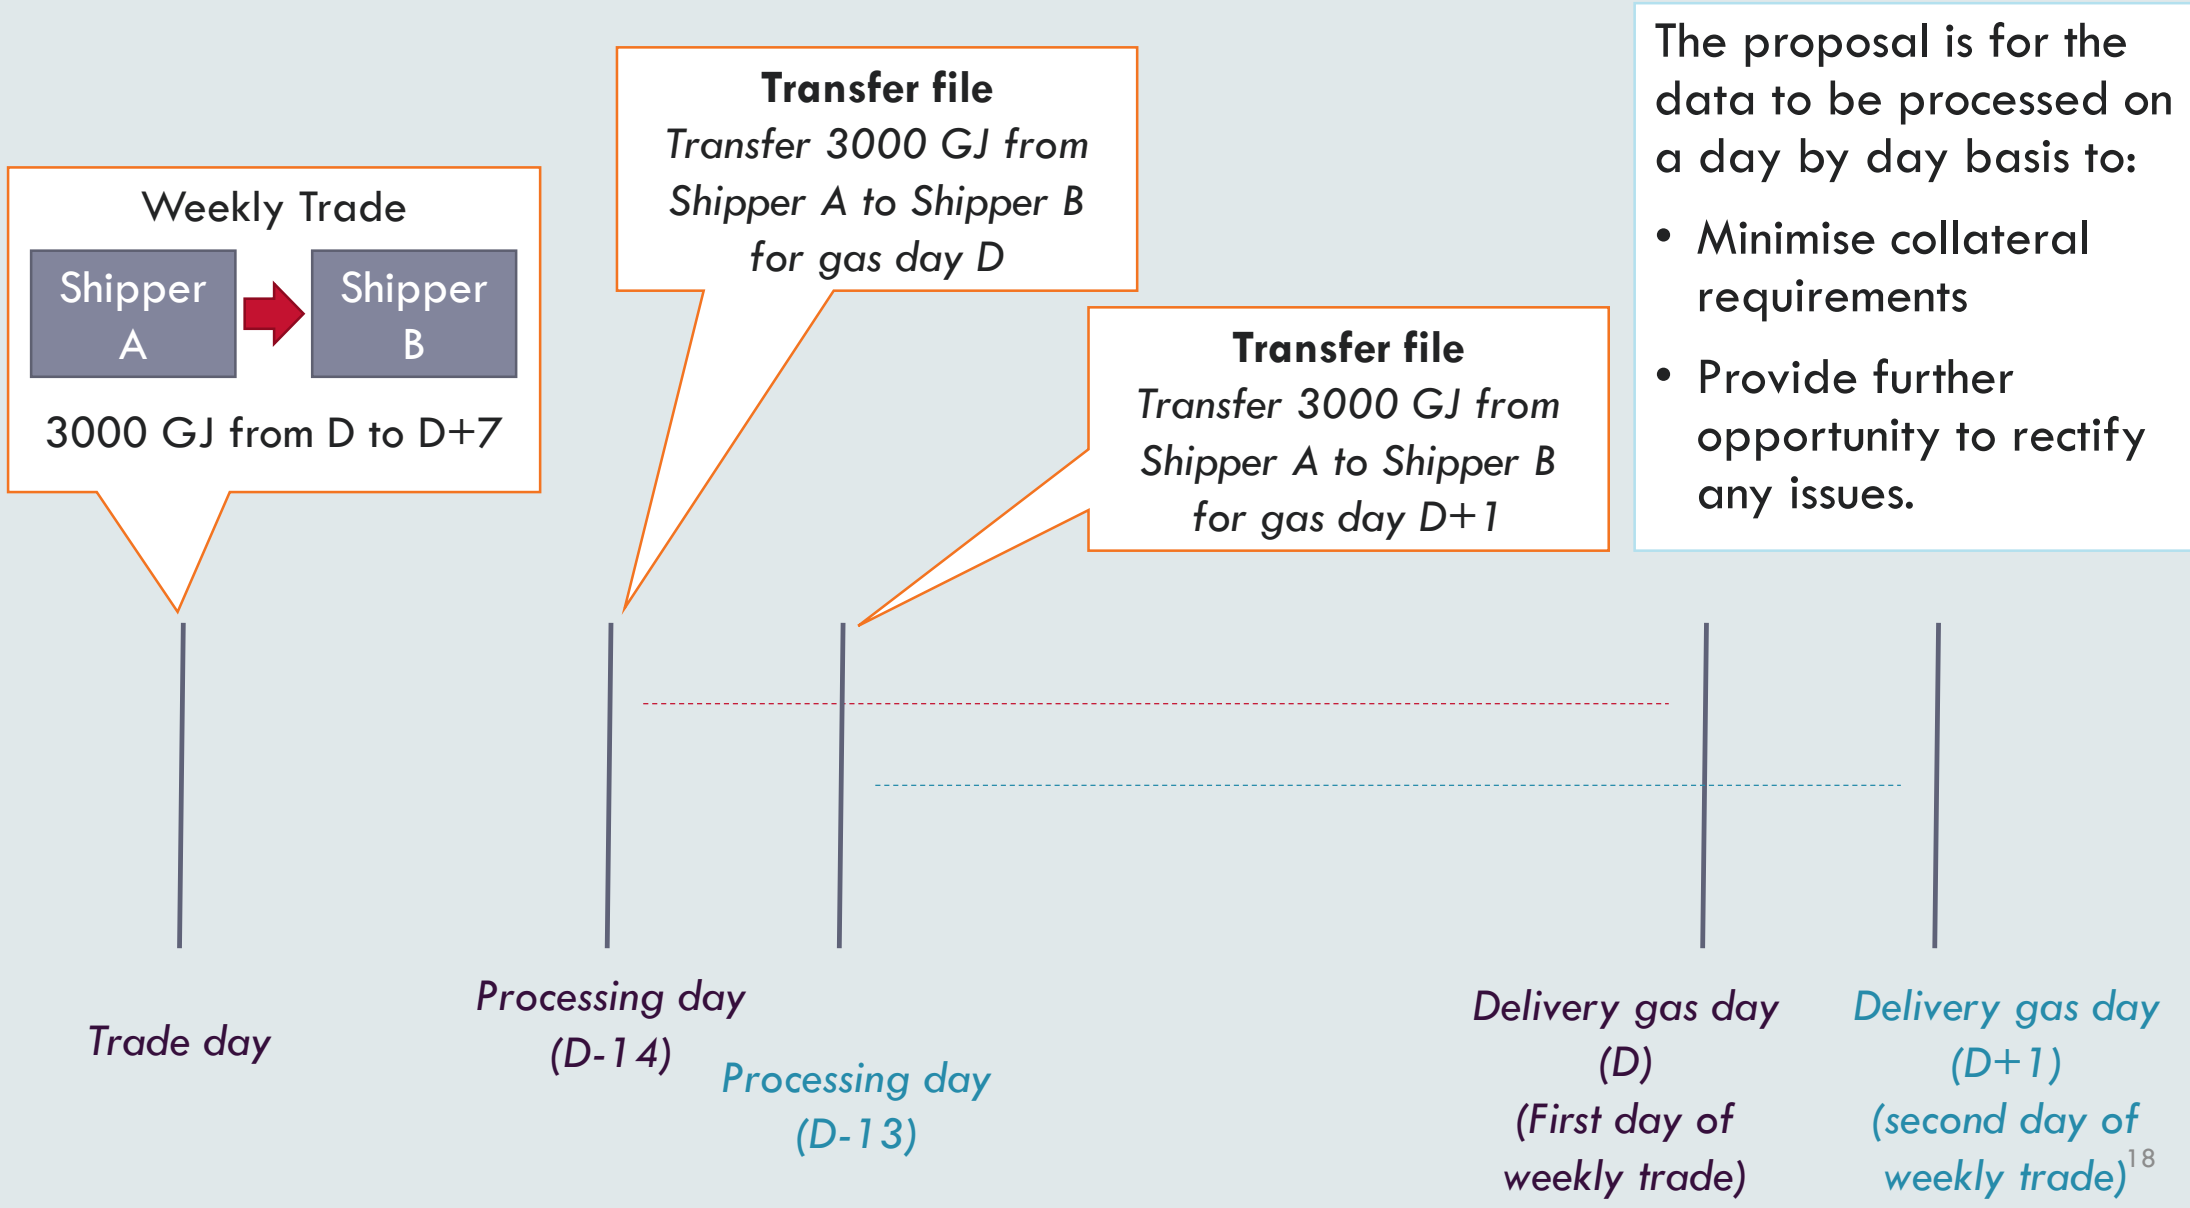 Weekly Trade
Shipper
A
Shipper
B
3000 GJ from D to D+7
Transfer file
Transfer 3000 GJ from
Shipper A to Shipper B
for gas day D
Transfer file
Transfer 3000 GJ from
Shipper A to Shipper B
for gas day D+1
The proposal is for the
data to be processed on
a day by day basis to:
• Minimise collateral
requirements
• Provide further
opportunity to rectify
any issues.
Trade day
Processing day
(D-14)
Processing day
(D-13)
Delivery gas day
(D)
(First day of
weekly trade)
Delivery gas day
(D+1)
(second day of
weekly trade)
18